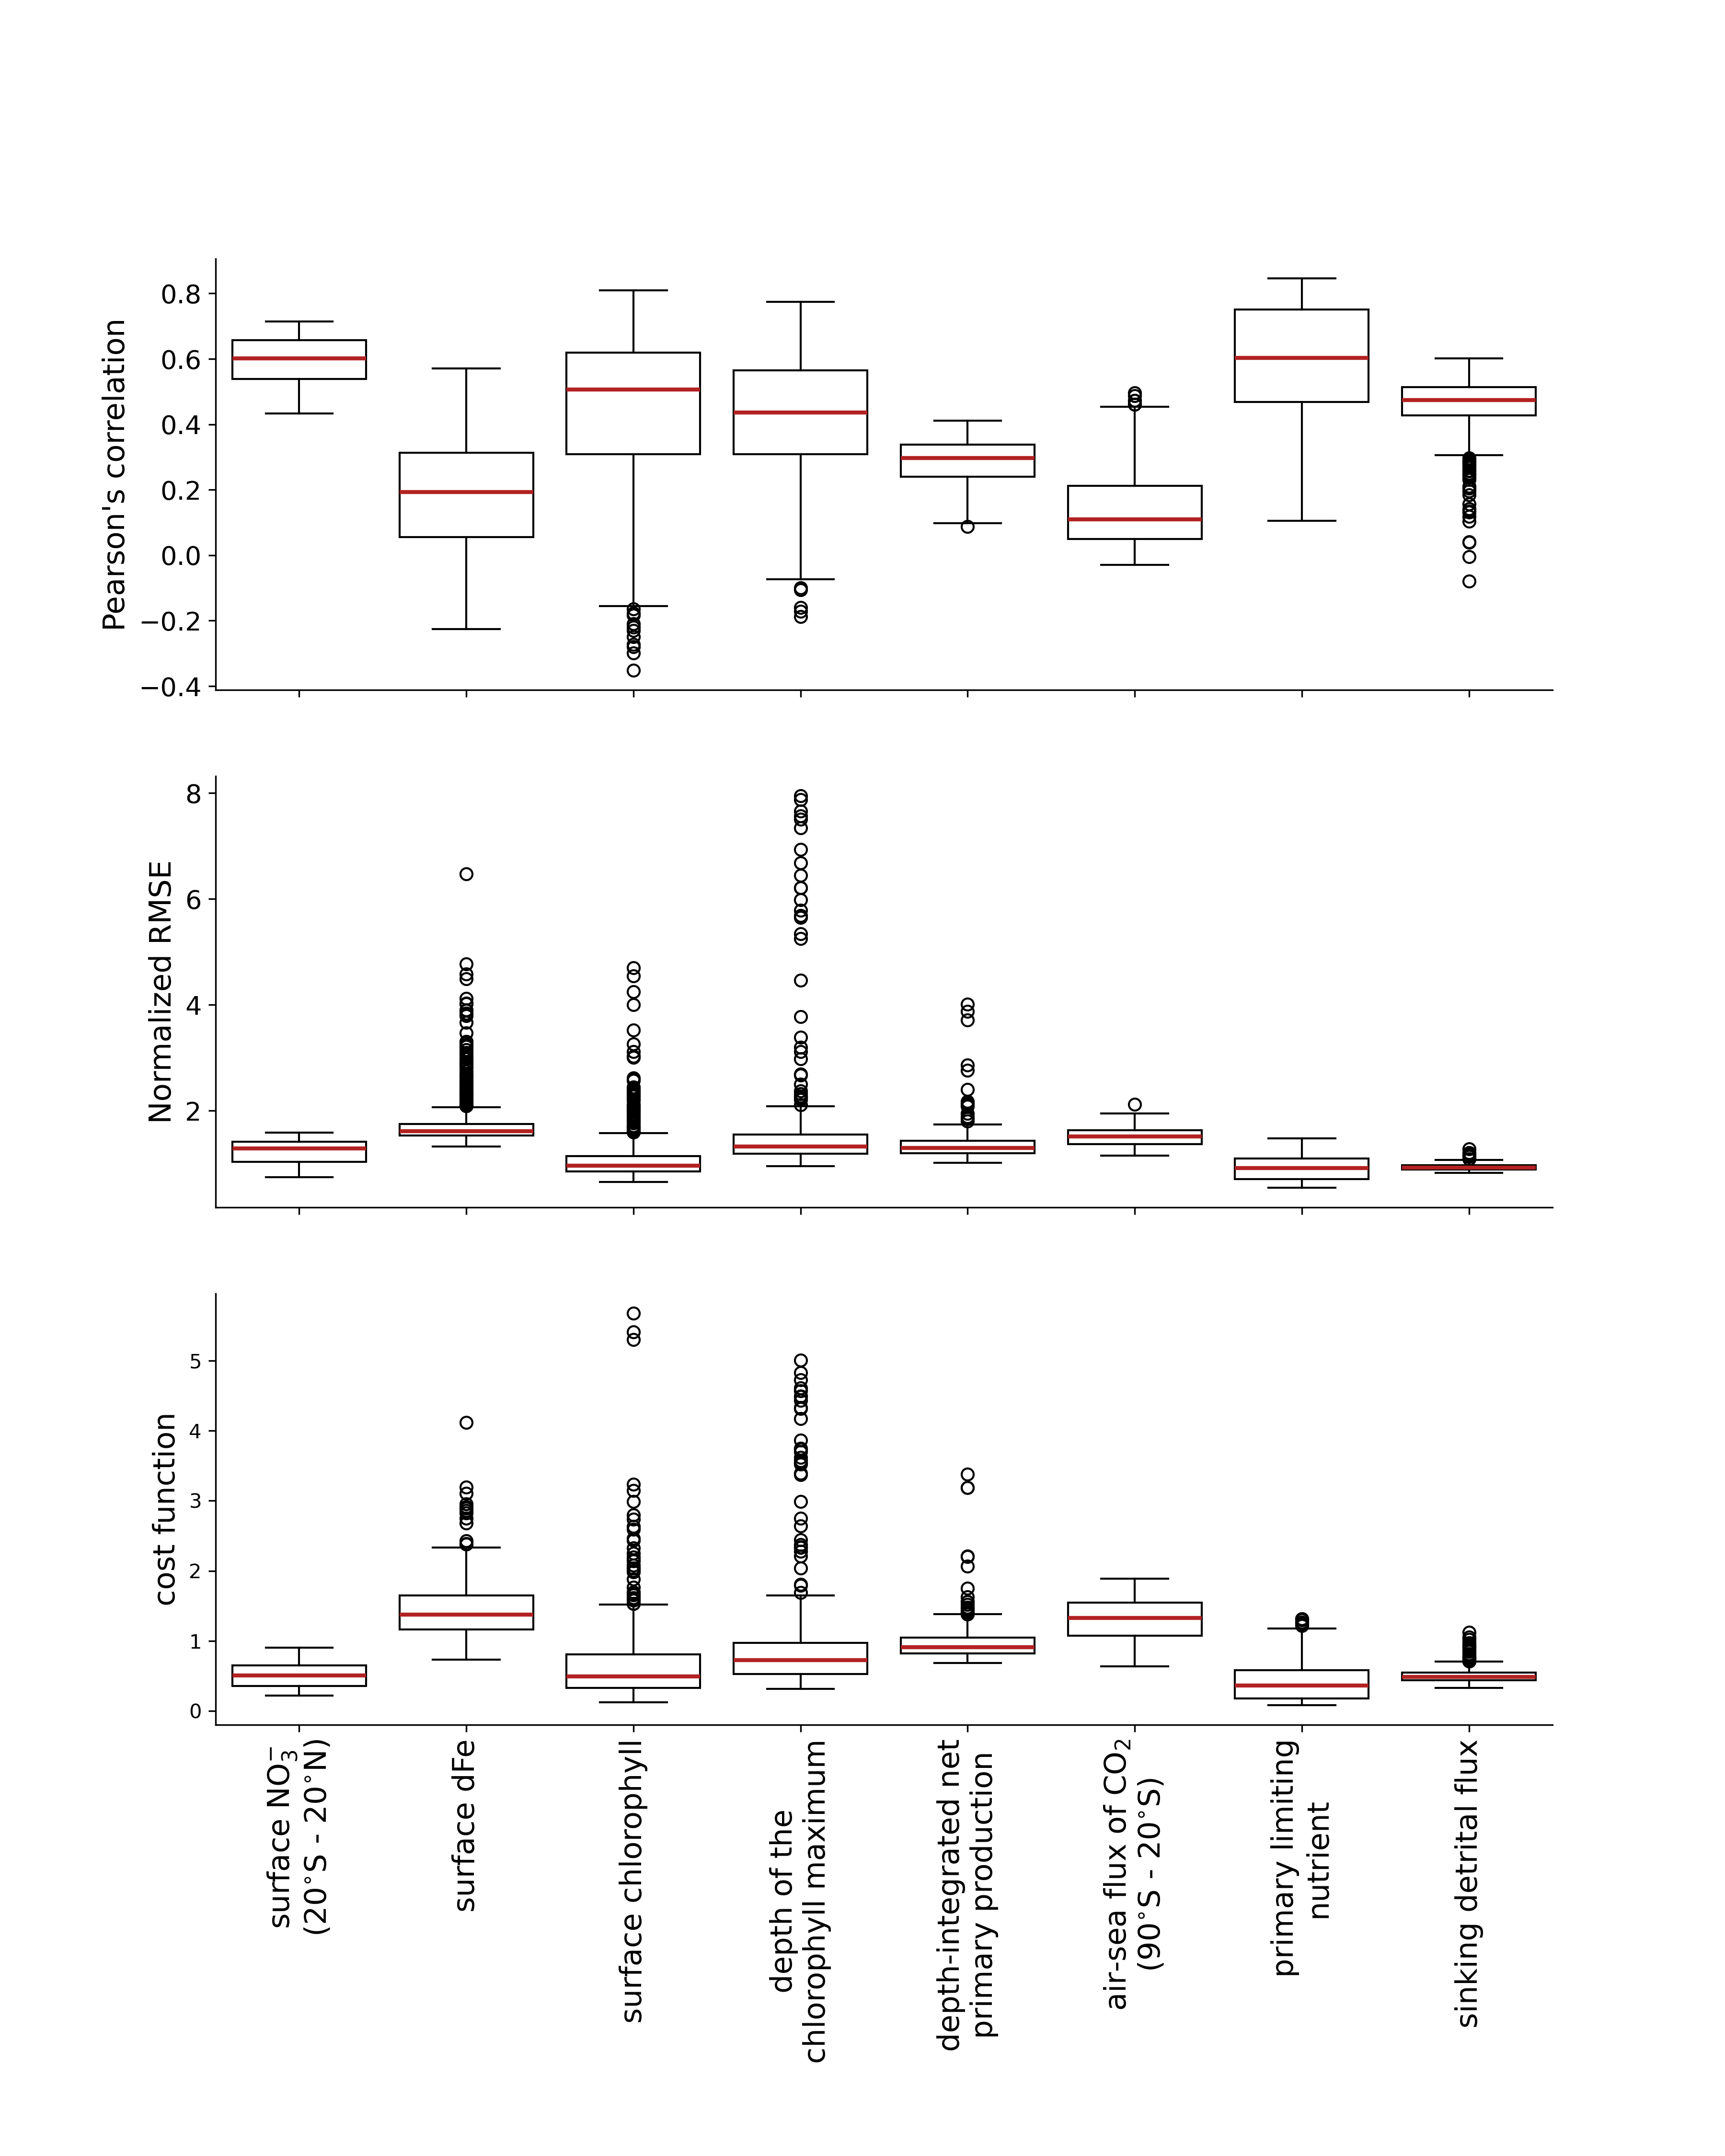 Pearson's correlation
0.8
0.6
0.4
0.2
0.0
−0.2
−0.4
Normalized RMSE
8
6
4
2
cost function
5
4
3
2
1
0
surface NO₃⁻
(20°S - 20°N)
surface dFe
surface chlorophyll
depth of the
chlorophyll maximum
depth-integrated net
primary production
air-sea flux of CO₂
(90°S - 20°S)
primary limiting
nutrient
sinking detrital flux